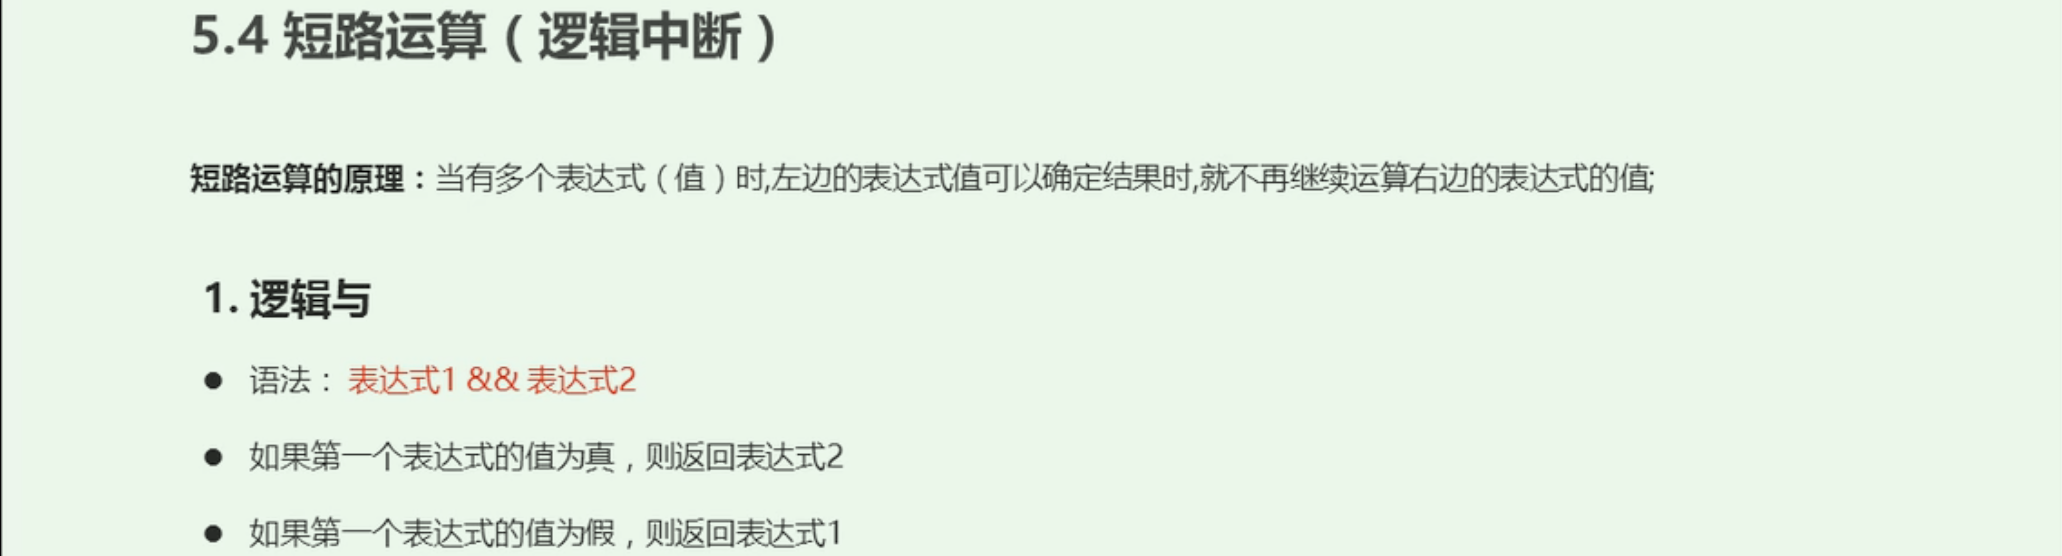 5.4 短路运算（逻辑中断）
短路运算的原理：当有多个表达式（值）时,左边的表达式值可以确定结果时,就不再继续运算右边的表达式的值;
1. 逻辑与
● 语法： 表达式1 && 表达式2
● 如果第一个表达式的值为真，则返回表达式2
● 如果第一个表达式的值为假，则返回表达式1